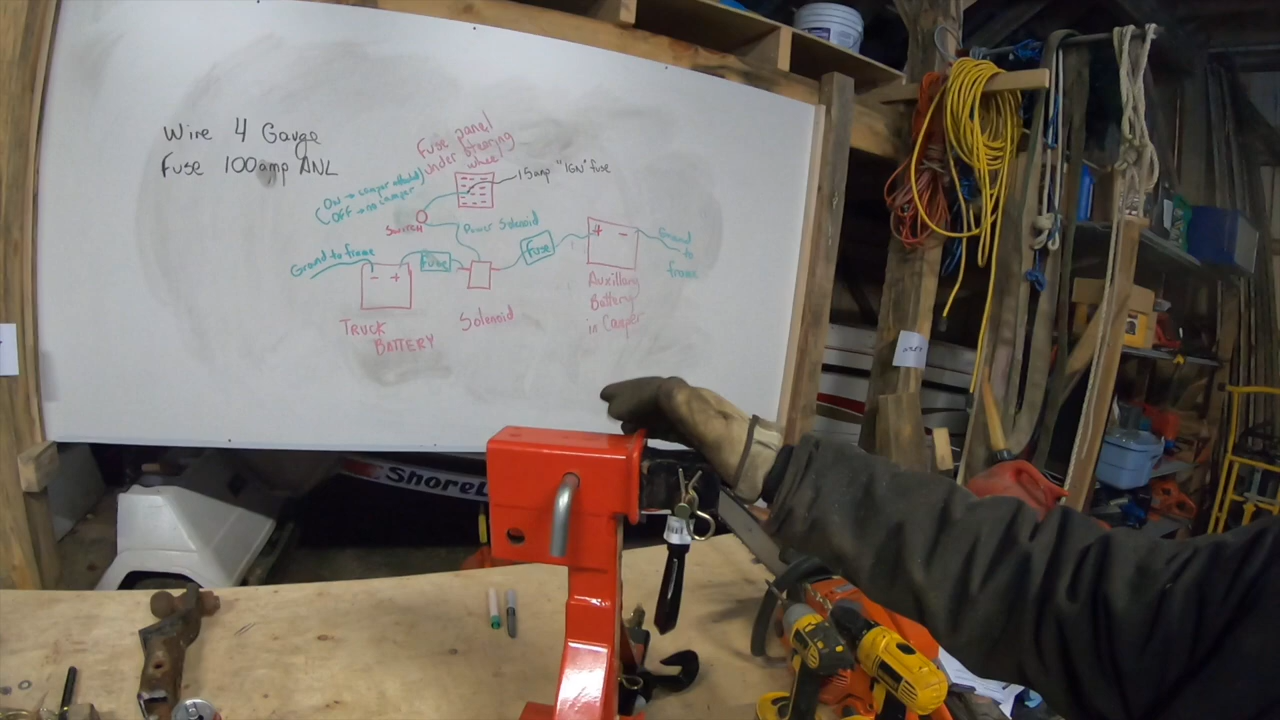 Wire 4 Gauge
Fuse 100amp ANL
Fuse panel
under steering
wheel
15amp "IGN" fuse
ON → camper
OFF → no camper
SWITCH
Power Solenoid
Ground to frame
Fuse
Fuse
+ -
Ground
to
frame
- +
Auxillary
Battery
in Camper
Solenoid
TRUCK
BATTERY
ShoreL